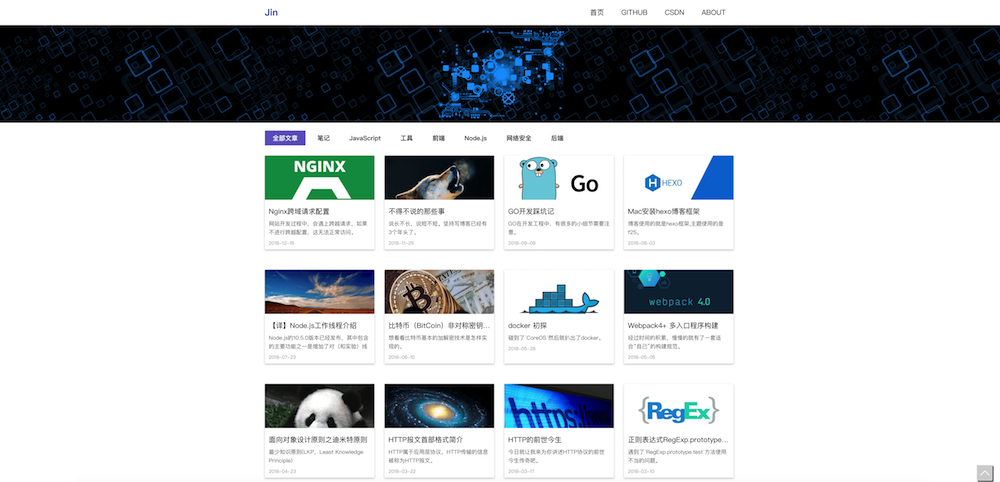 Jin
首页 GITHUB CSDN ABOUT
全部文章 笔记 JavaScript 工具 前端 Node.js 网络安全 后端
NGINX
Go
HEXO
Nginx跨域请求配置
网站开发过程中，会遇上跨越请求，如果
不进行跨越配置，这无法正常访问。
2018-12-18
不得不说的那些事
说长不长，说短不短。坚持写博客已经有
3个年头了。
2018-11-25
GO开发踩坑记
GO在开发工程中，有很多的小细节需要注
意。
2018-09-09
Mac安装hexo博客框架
博客使用的就是hexo框架,主题使用的是
f25。
2018-08-03
webpack 4.0
【译】Node.js工作线程介绍
Node.js的10.5.0版本已经发布，其中包含
的主要功能之一是增加了对（和实验）线
2018-07-23
比特币（BitCoin）非对称密钥...
想看看比特币基本的加解密技术是怎样实
现的。
2018-06-10
docker 初探
碰到了 CoreOS 然后就扒出了docker。
2018-05-29
Webpack4+ 多入口程序构建
经过时间的积累，慢慢的就有了一套适
合“自己”的构建规范。
2018-05-25
https://
RegEx
面向对象设计原则之迪米特原则
最少知识原则(LKP，Least Knowledge
Principle)
2018-04-23
HTTP报文首部格式简介
HTTP属于应用层协议，HTTP传输的信息
被称为HTTP报文。
2018-03-22
HTTP的前世今生
今日就让我来为你讲述HTTP协议的前世
今生传奇吧。
2018-03-17
正则表达式RegExp.prototype...
遇到了`RegExp.prototype.test`方法使用
不当的问题。
2018-03-15